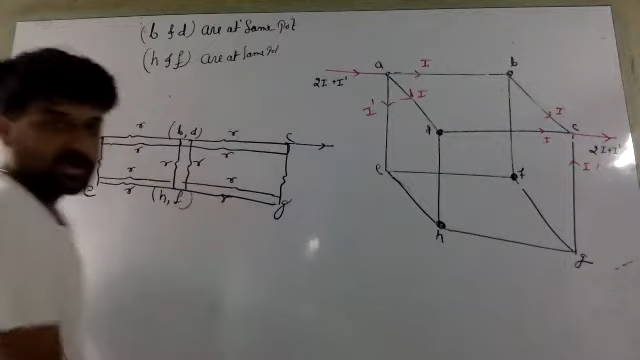 (b & d) are at Same Pot
(h & f) are at Same Pot
r (b, d) r c
r r
r r
r r
e r (h, f) r g
a I b
2I+I'
I' I I
d I c
2I+I'
I'
e f
h
g